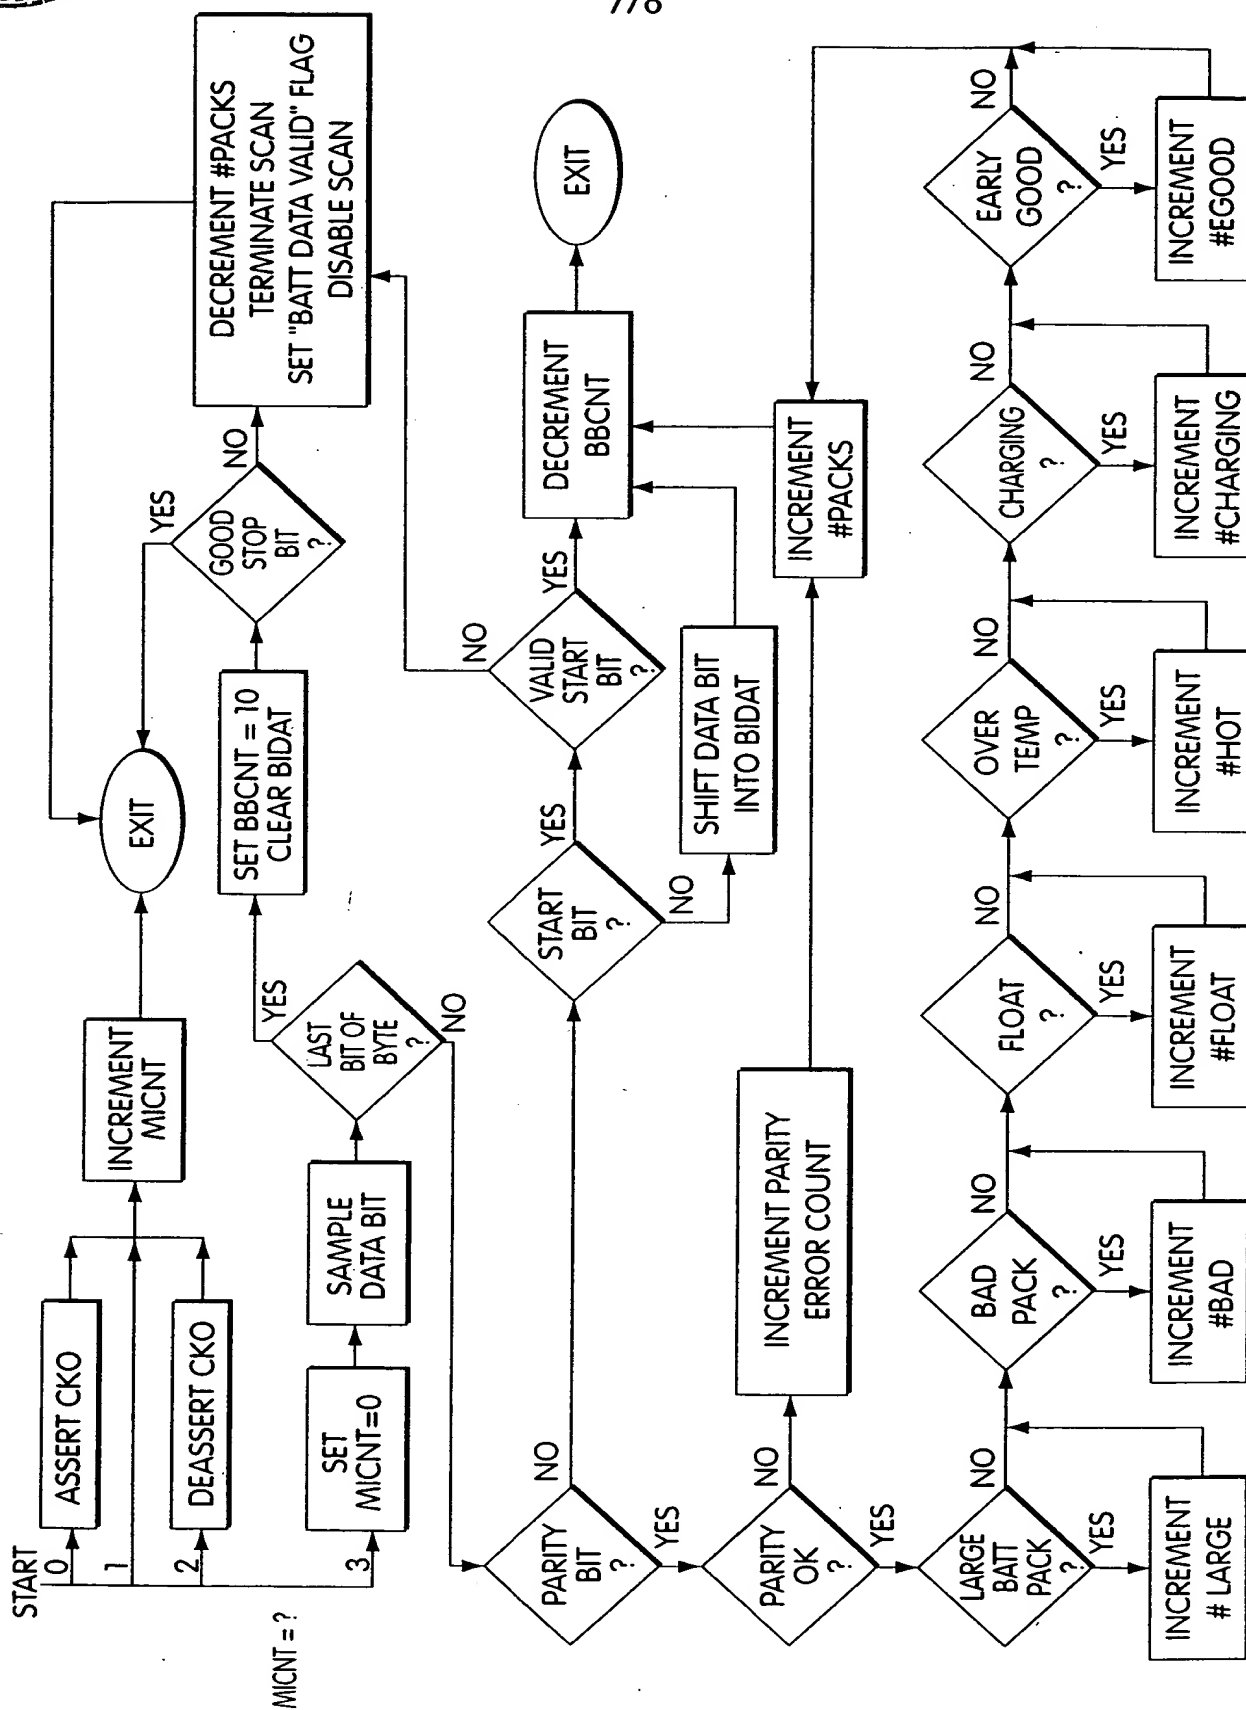 7/8
START
MICNT = ?
0
ASSERT CKO
1
2
DEASSERT CKO
3
SET
MICNT=0
INCREMENT
MICNT
EXIT
SAMPLE
DATA BIT
LAST
BIT OF
BYTE
?
YES
NO
SET BBCNT = 10
CLEAR BIDAT
GOOD
STOP
BIT
?
YES
NO
DECREMENT #PACKS
TERMINATE SCAN
SET "BATT DATA VALID" FLAG
DISABLE SCAN
PARITY
BIT
?
NO
YES
START
BIT
?
YES
NO
VALID
START
BIT
?
NO
YES
DECREMENT
BBCNT
EXIT
SHIFT DATA BIT
INTO BIDAT
PARITY
OK
?
NO
YES
INCREMENT PARITY
ERROR COUNT
INCREMENT
#PACKS
LARGE
BATT
PACK
?
NO
YES
INCREMENT
# LARGE
BAD
PACK
?
NO
YES
INCREMENT
#BAD
FLOAT
?
NO
YES
INCREMENT
#FLOAT
OVER
TEMP
?
NO
YES
INCREMENT
#HOT
CHARGING
?
NO
YES
INCREMENT
#CHARGING
EARLY
GOOD
?
NO
YES
INCREMENT
#EGOOD